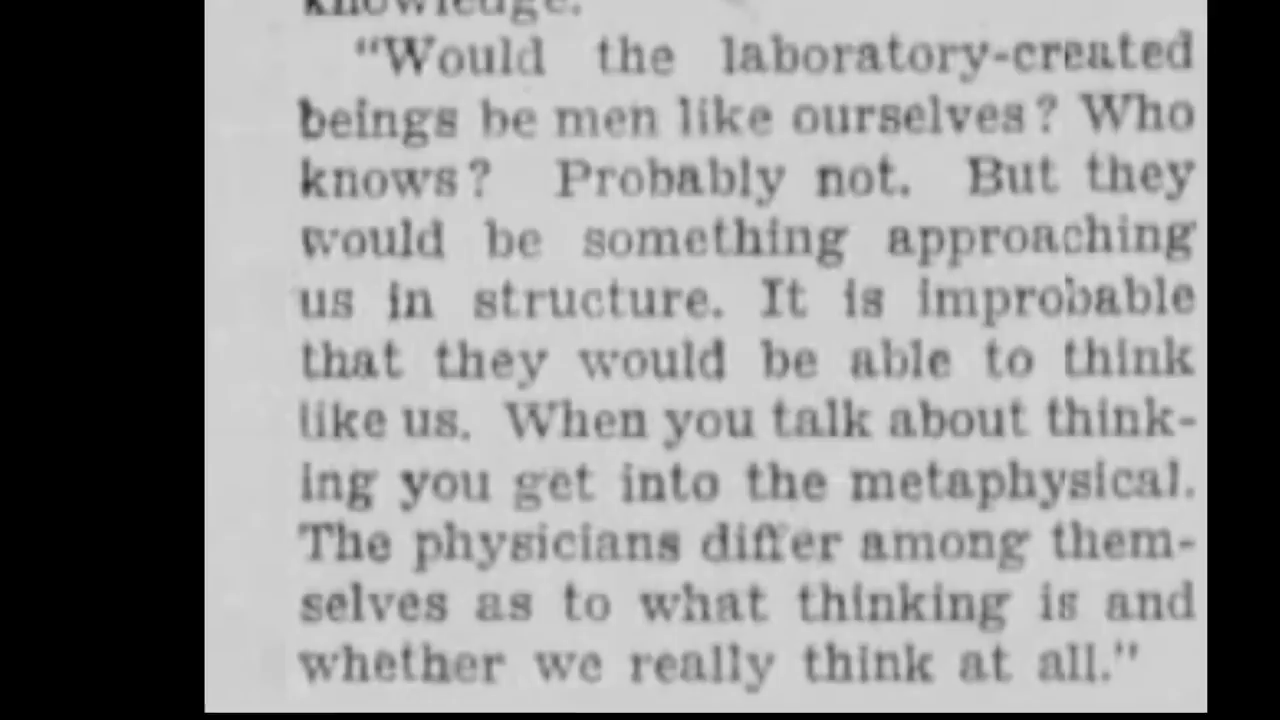 knowledge.
"Would the laboratory-created
beings be men like ourselves? Who
knows? Probably not. But they
would be something approaching
us in structure. It is improbable
that they would be able to think
like us. When you talk about think-
ing you get into the metaphysical.
The physicians differ among them-
selves as to what thinking is and
whether we really think at all."